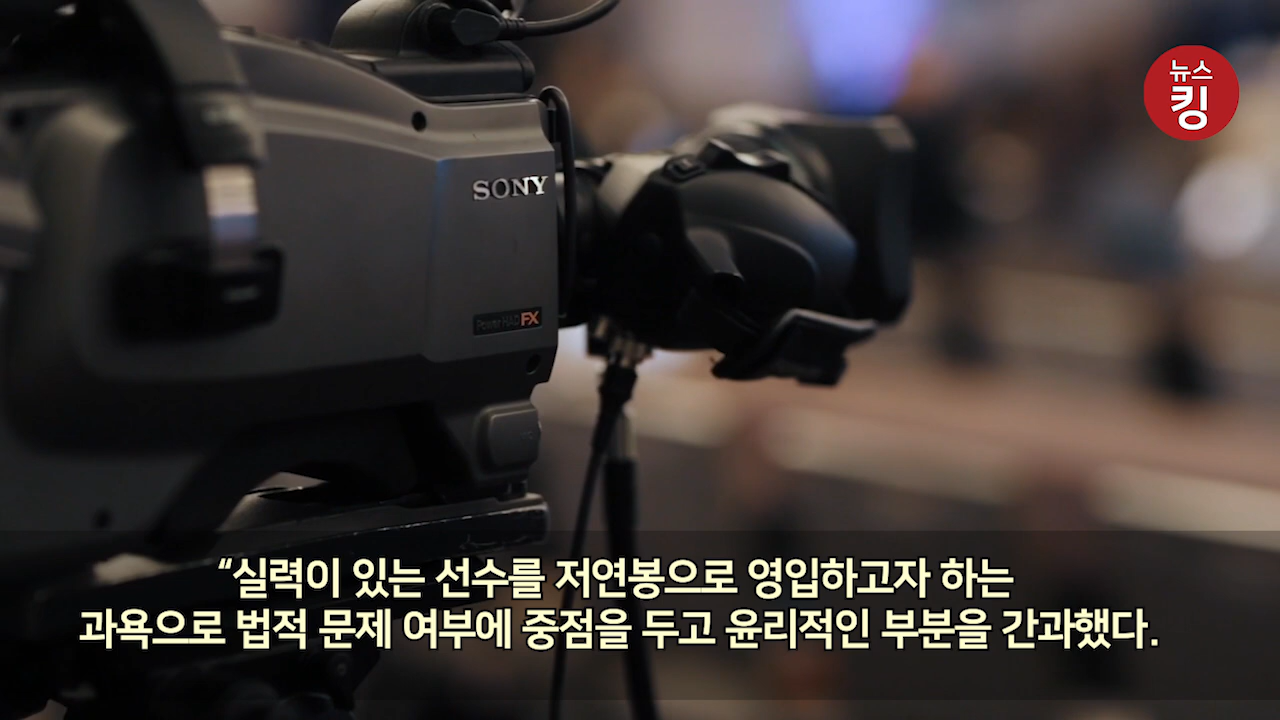 뉴스
킹
SONY
Power HAD FX
“실력이 있는 선수를 저연봉으로 영입하고자 하는
과욕으로 법적 문제 여부에 중점을 두고 윤리적인 부분을 간과했다.